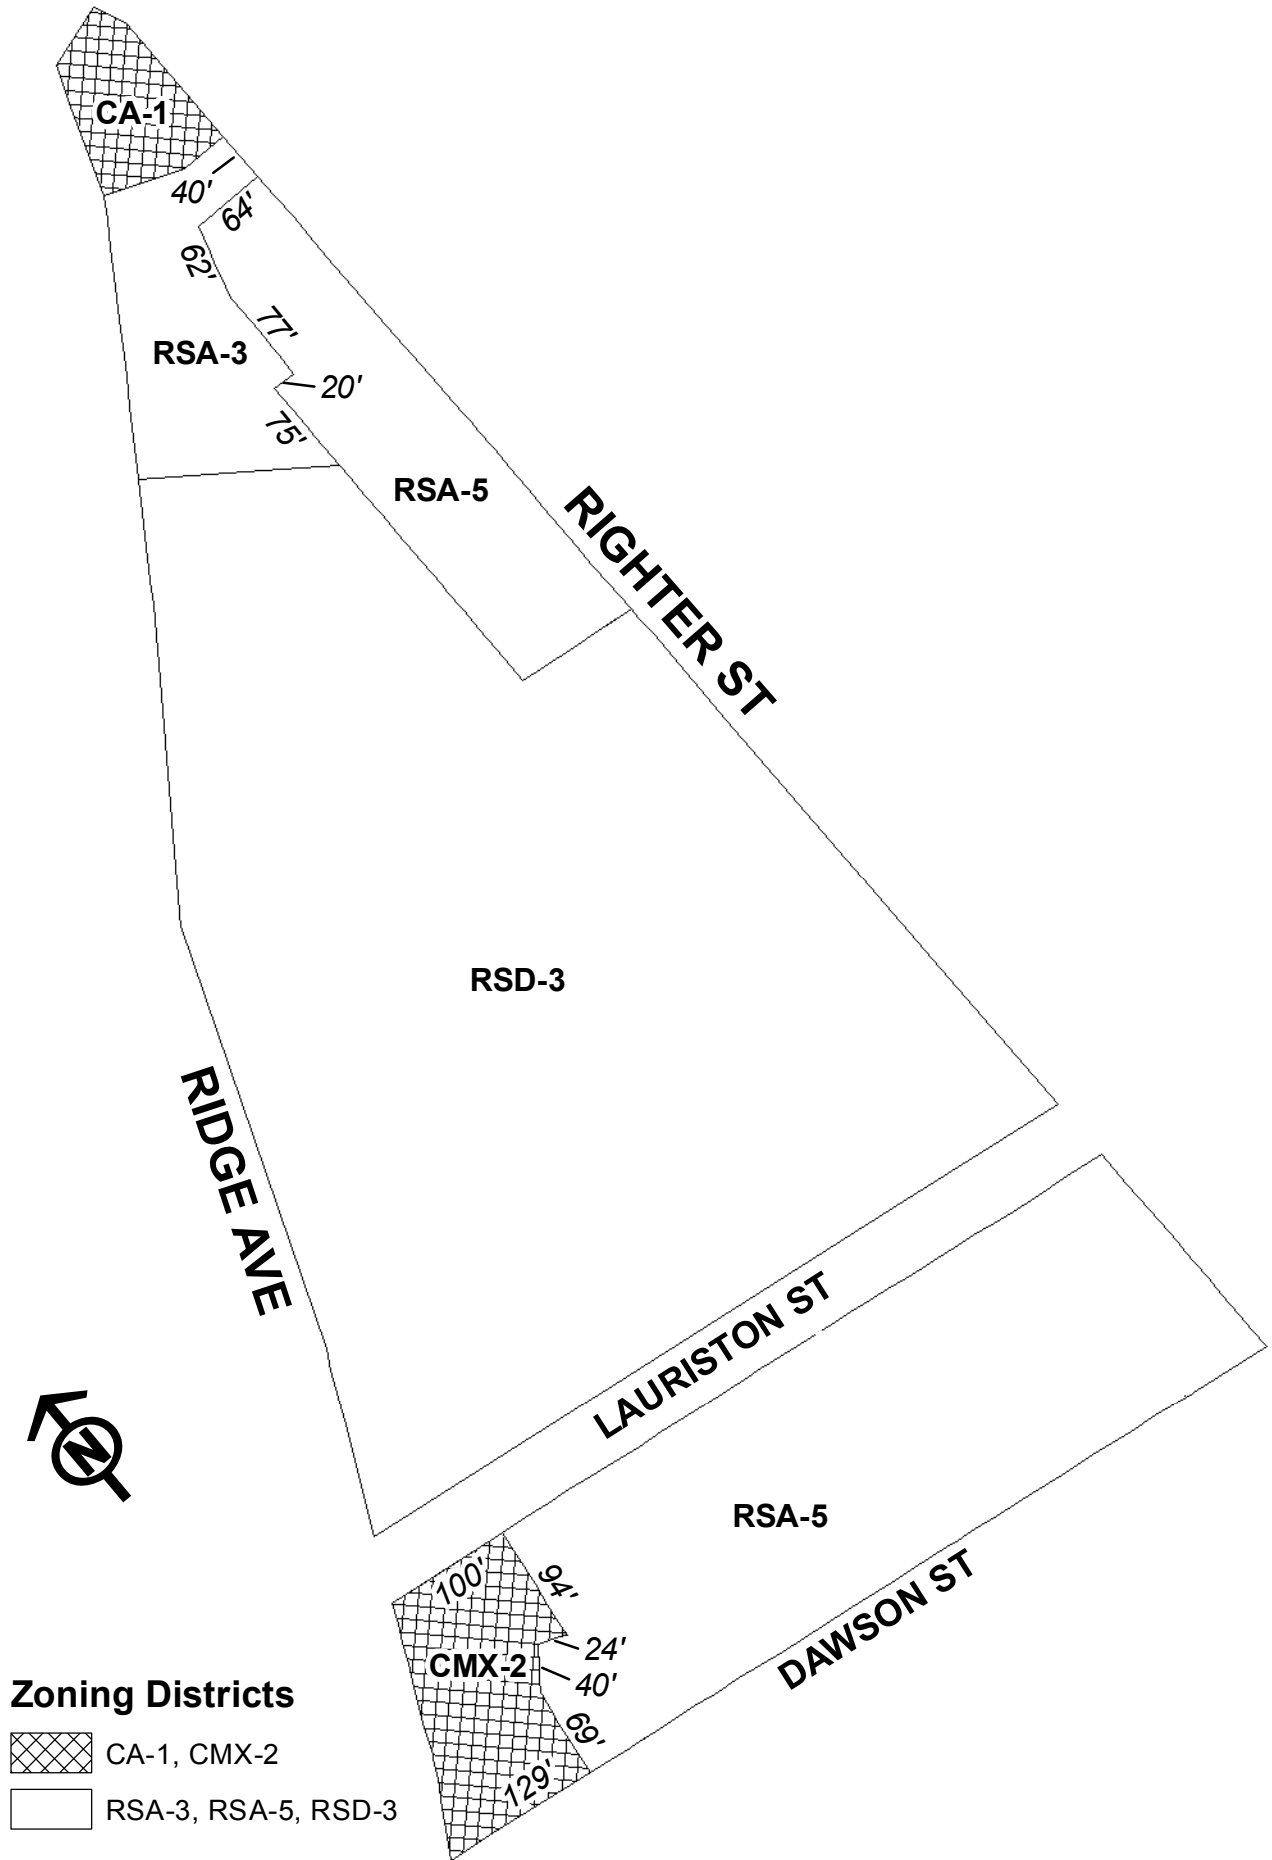 CA-1
40'
64'
62'
77'
RSA-3
20'
75'
RSA-5
RIGHTER ST
RSD-3
RIDGE AVE
LAURISTON ST
N
RSA-5
100'
94'
24'
CMX-2
40'
69'
129'
DAWSON ST
Zoning Districts
CA-1, CMX-2
RSA-3, RSA-5, RSD-3